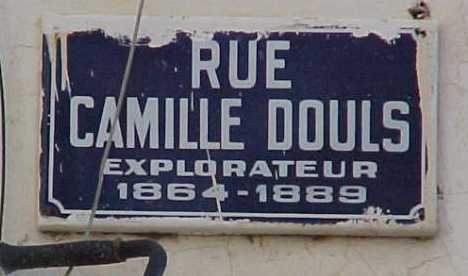 RUE
CAMILLE DOULS
EXPLORATEUR
1864-1889